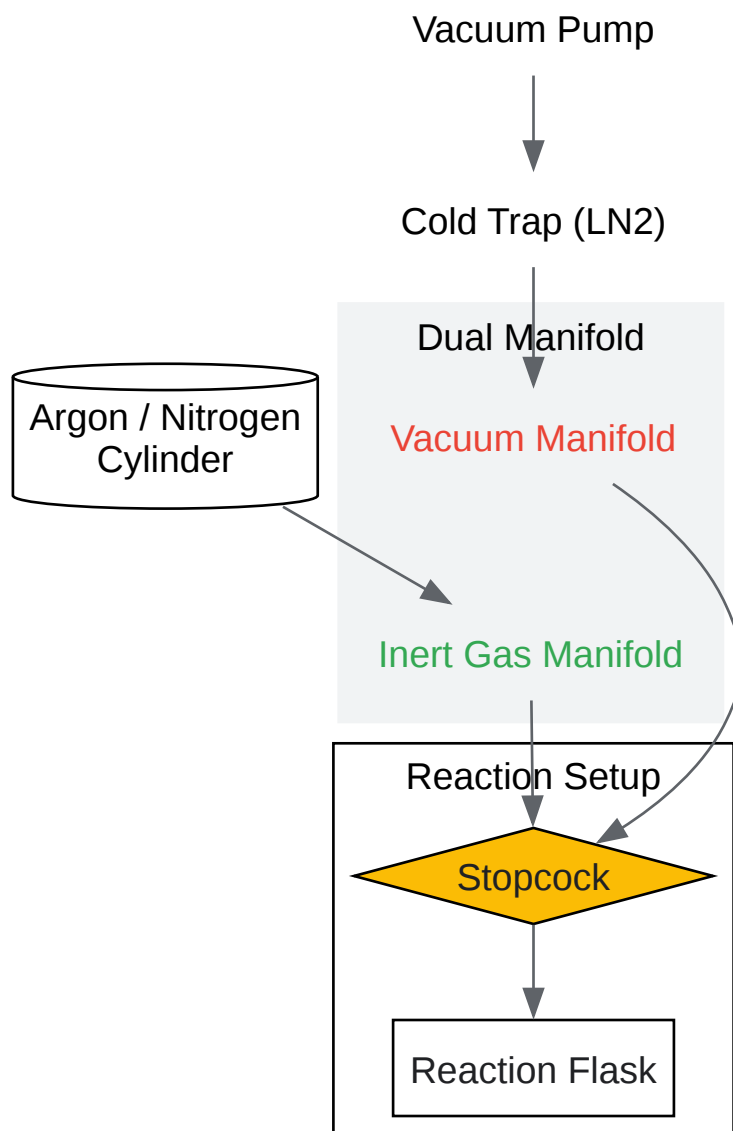 Vacuum Pump
Cold Trap (LN2)
Dual Manifold
Argon / Nitrogen
Cylinder
Vacuum Manifold
Inert Gas Manifold
Reaction Setup
Stopcock
Reaction Flask